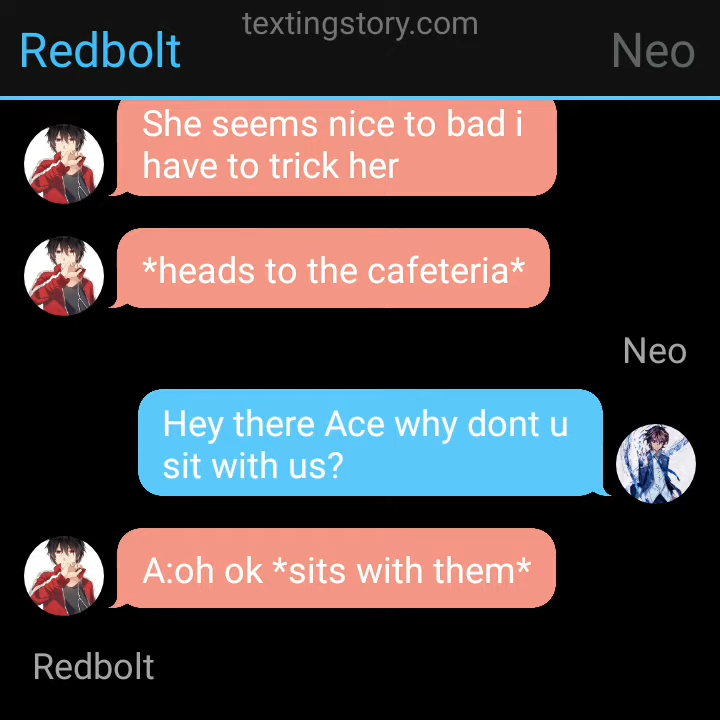 textingstory.com
Redbolt
Neo
She seems nice to bad i
have to trick her
*heads to the cafeteria*
Neo
Hey there Ace why dont u
sit with us?
A:oh ok *sits with them*
Redbolt